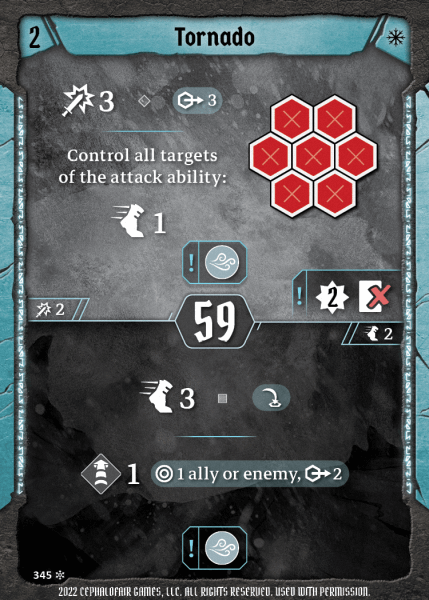 2 Tornado
3 3
Control all targets
of the attack ability:
1
2
2 59
2
3
1 1 ally or enemy, 2
345
2022 CEPHALOFAIR GAMES, LLC. ALL RIGHTS RESERVED. USED WITH PERMISSION.